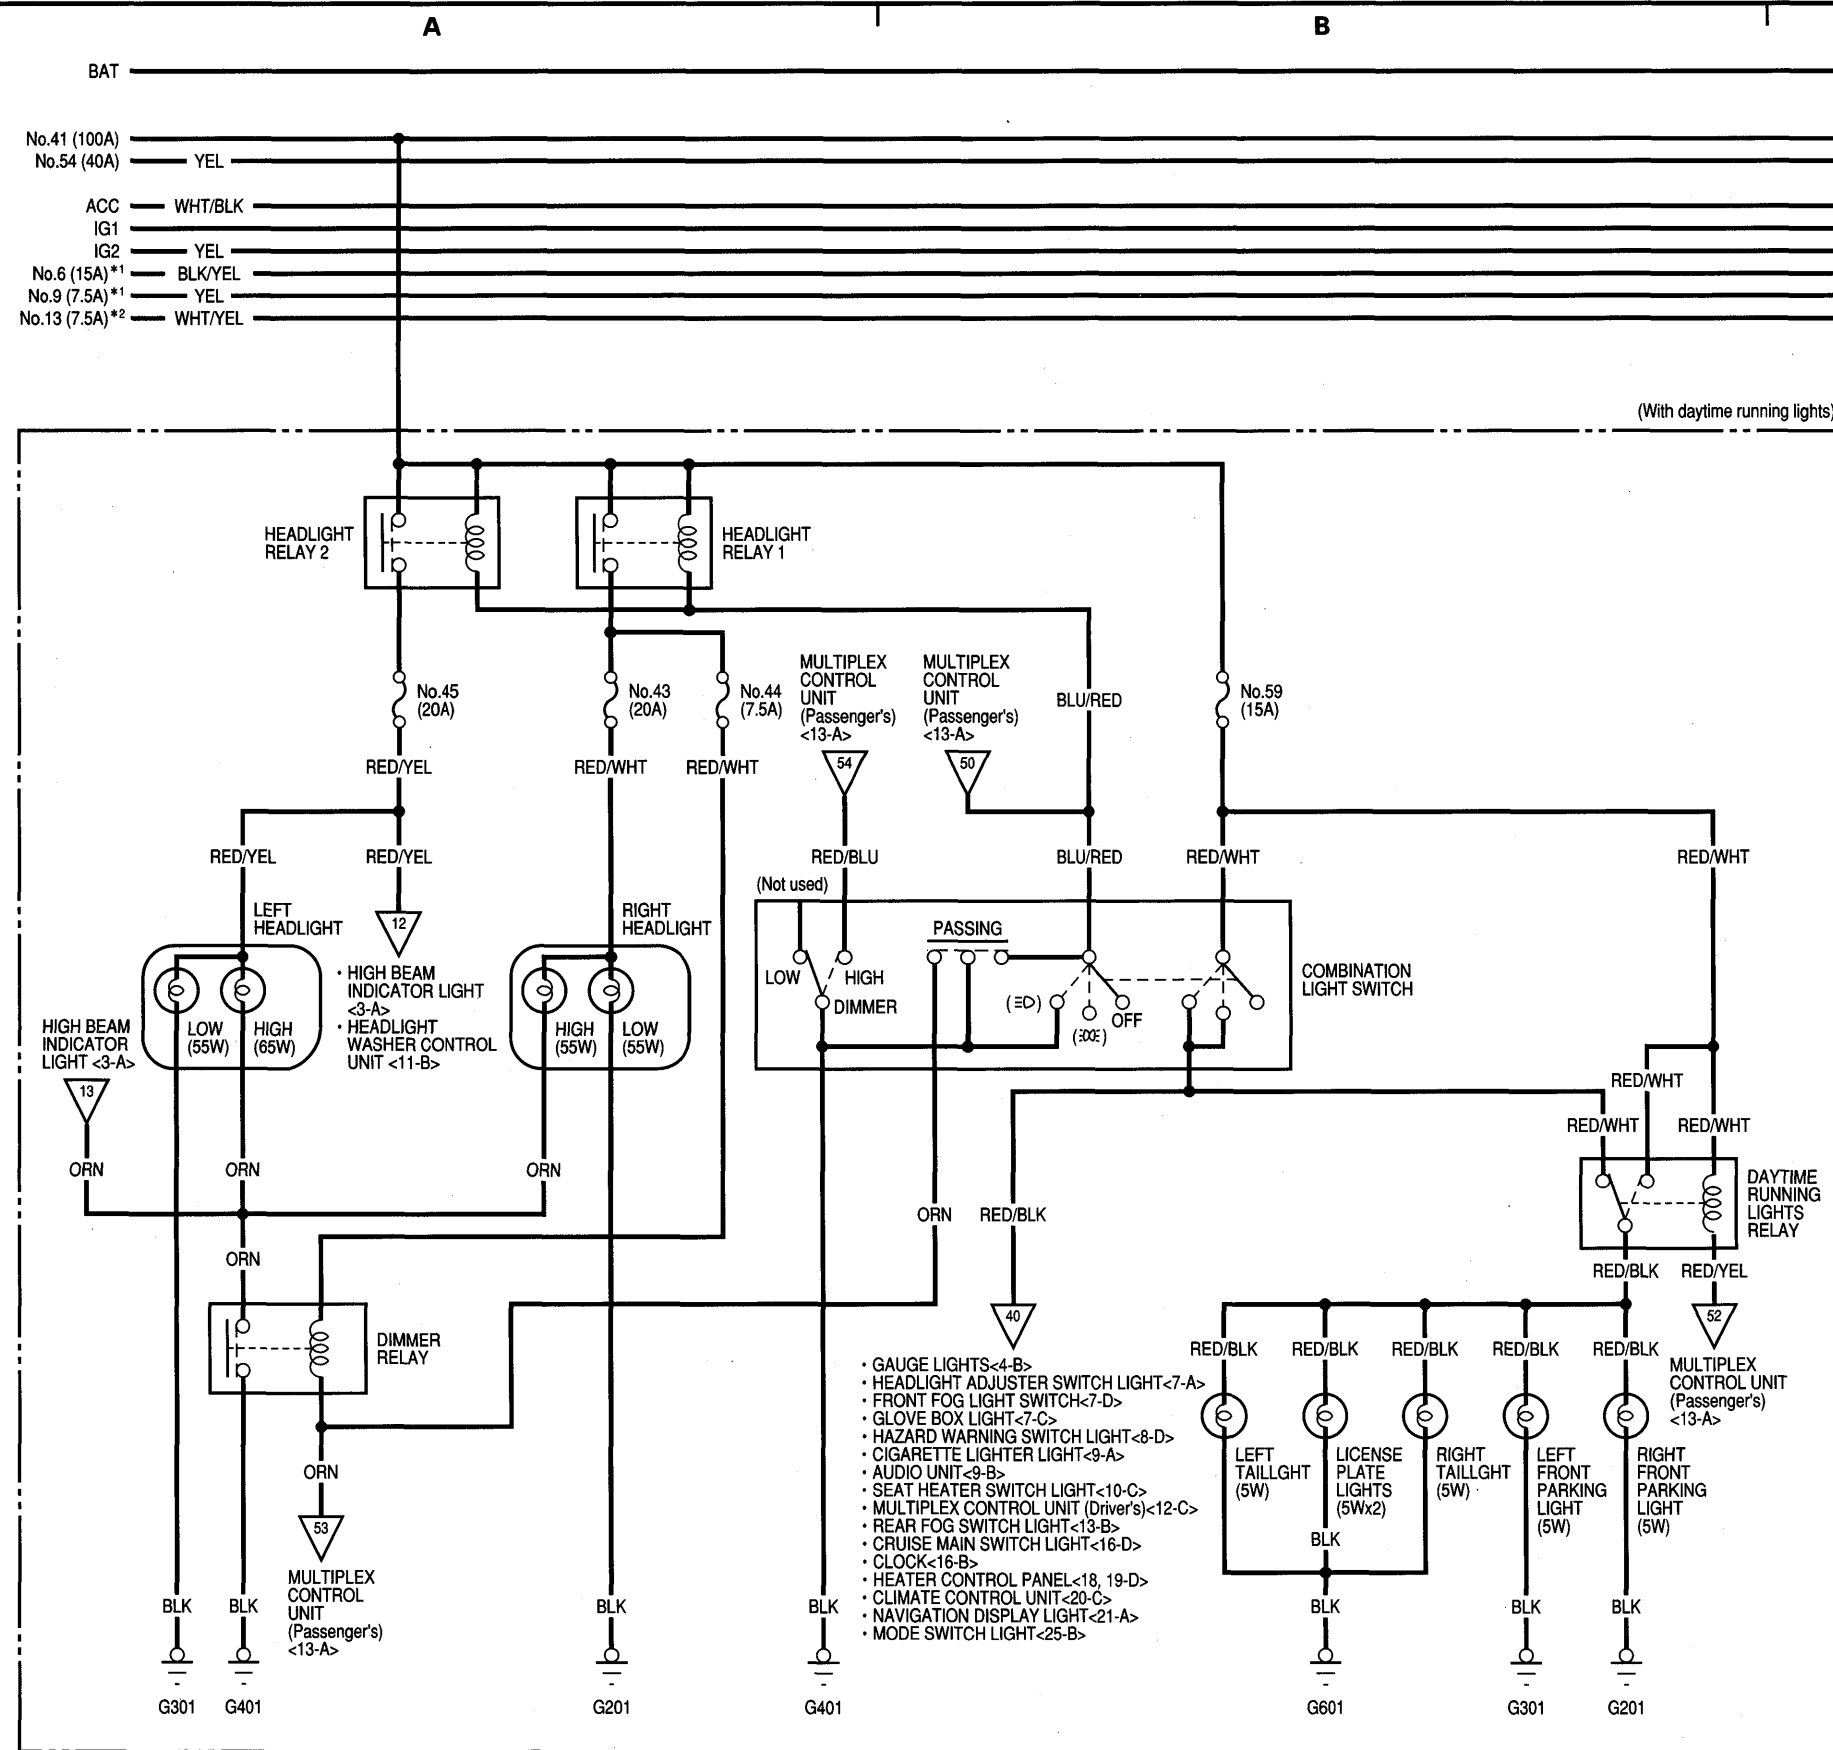 A
B
BAT
No.41 (100A)
No.54 (40A)
YEL
ACC
WHT/BLK
IG1
IG2
YEL
No.6 (15A)*1
BLK/YEL
No.9 (7.5A)*1
YEL
No.13 (7.5A)*2
WHT/YEL
(With daytime running lights)
HEADLIGHT
RELAY 2
HEADLIGHT
RELAY 1
No.45
(20A)
No.43
(20A)
No.44
(7.5A)
MULTIPLEX
CONTROL
UNIT
(Passenger's)
<13-A>
54
MULTIPLEX
CONTROL
UNIT
(Passenger's)
<13-A>
50
BLU/RED
No.59
(15A)
RED/YEL
RED/WHT
RED/WHT
RED/YEL
RED/YEL
RED/BLU
BLU/RED
RED/WHT
RED/WHT
(Not used)
LEFT
HEADLIGHT
12
RIGHT
HEADLIGHT
PASSING
LOW
HIGH
DIMMER
OFF
COMBINATION
LIGHT SWITCH
• HIGH BEAM
INDICATOR LIGHT
<3-A>
• HEADLIGHT
WASHER CONTROL
UNIT <11-B>
LOW
(55W)
HIGH
(65W)
HIGH
(55W)
LOW
(55W)
HIGH BEAM
INDICATOR
LIGHT <3-A>
13
RED/WHT
RED/WHT
RED/WHT
ORN
ORN
ORN
DAYTIME
RUNNING
LIGHTS
RELAY
ORN
RED/BLK
ORN
RED/BLK
RED/YEL
DIMMER
RELAY
40
52
RED/BLK
RED/BLK
RED/BLK
RED/BLK
RED/BLK
• GAUGE LIGHTS<4-B>
• HEADLIGHT ADJUSTER SWITCH LIGHT<7-A>
• FRONT FOG LIGHT SWITCH<7-D>
• GLOVE BOX LIGHT<7-C>
• HAZARD WARNING SWITCH LIGHT<8-D>
• CIGARETTE LIGHTER LIGHT<9-A>
• AUDIO UNIT<9-B>
• SEAT HEATER SWITCH LIGHT<10-C>
• MULTIPLEX CONTROL UNIT (Driver's)<12-C>
• REAR FOG SWITCH LIGHT<13-B>
• CRUISE MAIN SWITCH LIGHT<16-D>
• CLOCK<16-B>
• HEATER CONTROL PANEL<18, 19-D>
• CLIMATE CONTROL UNIT<20-C>
• NAVIGATION DISPLAY LIGHT<21-A>
• MODE SWITCH LIGHT<25-B>
MULTIPLEX
CONTROL UNIT
(Passenger's)
<13-A>
LEFT
TAILLGHT
(5W)
LICENSE
PLATE
LIGHTS
(5Wx2)
RIGHT
TAILLGHT
(5W)
LEFT
FRONT
PARKING
LIGHT
(5W)
RIGHT
FRONT
PARKING
LIGHT
(5W)
ORN
53
MULTIPLEX
CONTROL
UNIT
(Passenger's)
<13-A>
BLK
BLK
BLK
BLK
BLK
BLK
BLK
BLK
G301
G401
G201
G401
G601
G301
G201